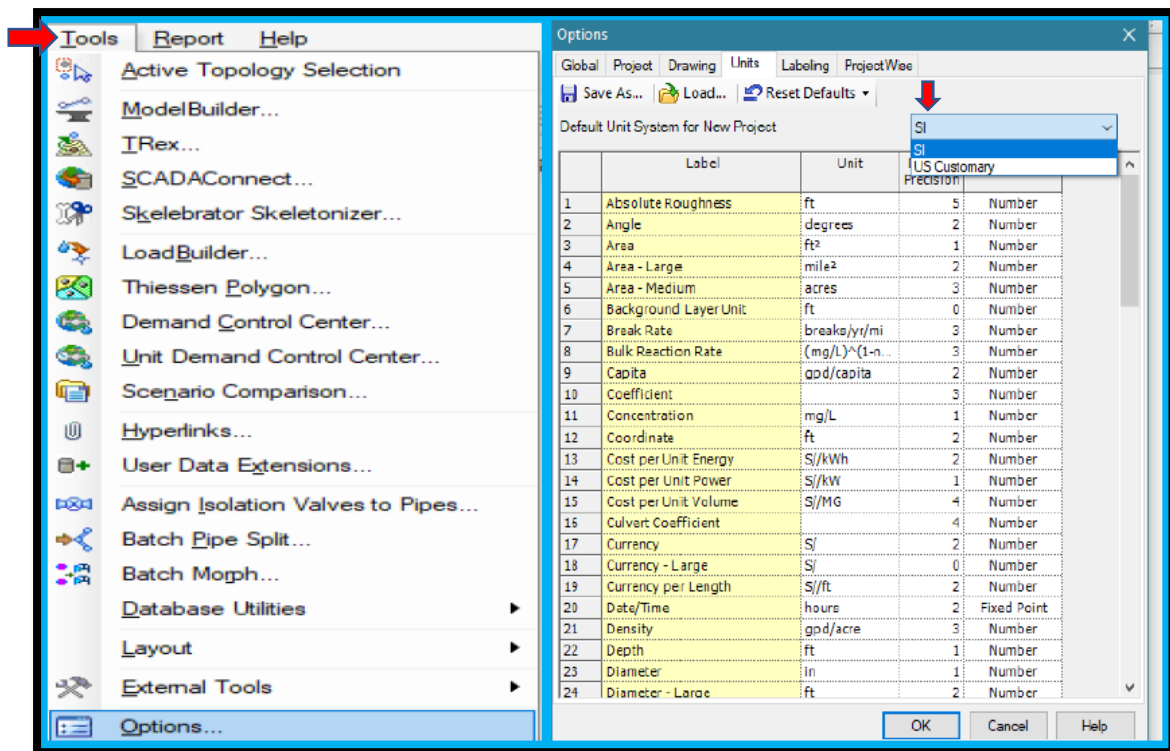 Tools Report Help
Active Topology Selection
ModelBuilder...
TRex...
SCADAConnect...
Skelebrator Skeletonizer...
LoadBuilder...
Thiessen Polygon...
Demand Control Center...
Unit Demand Control Center...
Scenario Comparison...
Hyperlinks...
User Data Extensions...
Assign Isolation Valves to Pipes...
Batch Pipe Split...
Batch Morph...
Database Utilities
Layout
External Tools
Options...
Options
Global Project Drawing Units Labeling ProjectWise
Save As... Load... Reset Defaults
Default Unit System for New Project SI
SI
US Customary
Label Unit Precision
1 Absolute Roughness ft 5 Number
2 Angle degrees 2 Number
3 Area ft² 1 Number
4 Area - Large mile² 2 Number
5 Area - Medium acres 3 Number
6 Background Layer Unit ft 0 Number
7 Break Rate breaks/yr/mi 3 Number
8 Bulk Reaction Rate (mg/L)^(1-n... 3 Number
9 Capita gpd/capita 2 Number
10 Coefficient 3 Number
11 Concentration mg/L 1 Number
12 Coordinate ft 2 Number
13 Cost per Unit Energy S//kWh 2 Number
14 Cost per Unit Power S//kW 1 Number
15 Cost per Unit Volume S//MG 4 Number
16 Culvert Coefficient 4 Number
17 Currency S/ 2 Number
18 Currency - Large S/ 0 Number
19 Currency per Length S//ft 2 Number
20 Date/Time hours 2 Fixed Point
21 Density gpd/acre 3 Number
22 Depth ft 1 Number
23 Diameter in 1 Number
24 Diameter - Large ft 2 Number
OK Cancel Help